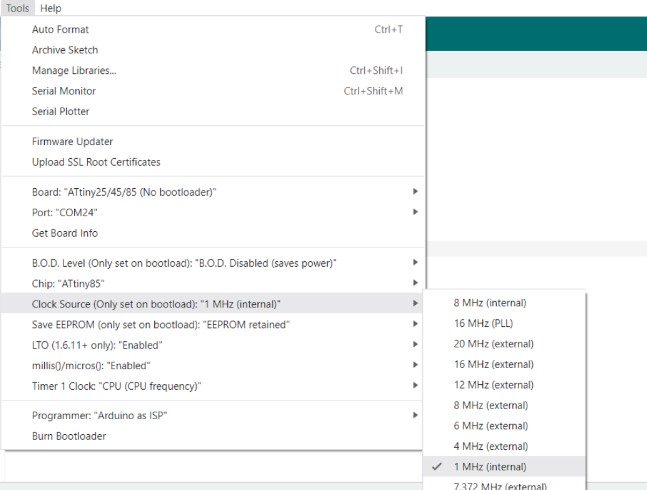 Tools Help
Auto Format Ctrl+T
Archive Sketch
Manage Libraries... Ctrl+Shift+I
Serial Monitor Ctrl+Shift+M
Serial Plotter
Firmware Updater
Upload SSL Root Certificates
Board: "ATtiny25/45/85 (No bootloader)"
Port: "COM24"
Get Board Info
B.O.D. Level (Only set on bootload): "B.O.D. Disabled (saves power)"
Chip: "ATtiny85"
Clock Source (Only set on bootload): "1 MHz (internal)"
Save EEPROM (only set on bootload): "EEPROM retained"
LTO (1.6.11+ only): "Enabled"
millis()/micros(): "Enabled"
Timer 1 Clock: "CPU (CPU frequency)"
Programmer: "Arduino as ISP"
Burn Bootloader
8 MHz (internal)
16 MHz (PLL)
20 MHz (external)
16 MHz (external)
12 MHz (external)
8 MHz (external)
6 MHz (external)
4 MHz (external)
1 MHz (internal)
7.372 MHz (external)